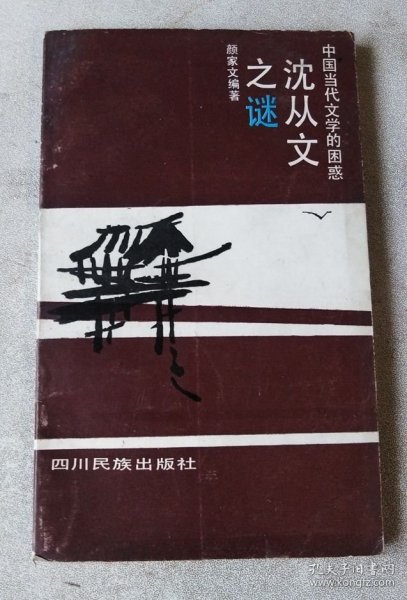 中国当代文学的困惑
沈从文
之谜
颜家文编著
四川民族出版社
孔夫子旧书网